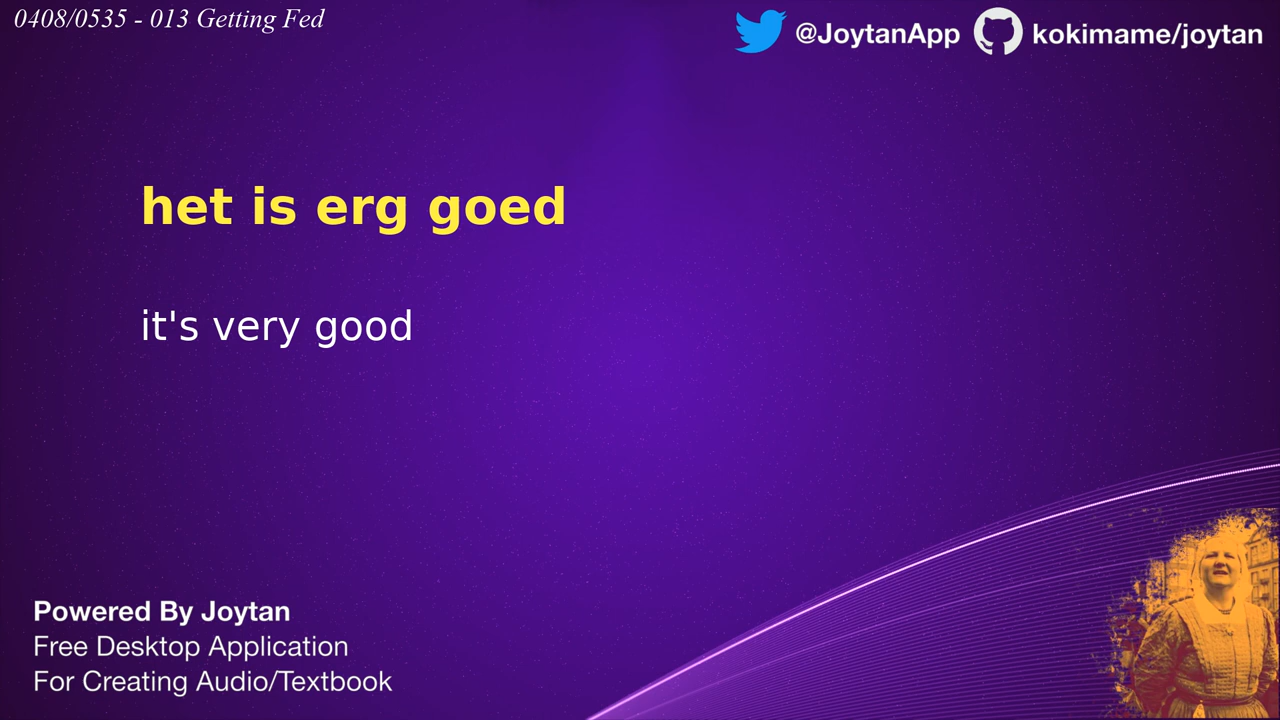 0408/0535 - 013 Getting Fed
@JoytanApp kokimame/joytan
het is erg goed
it's very good
Powered By Joytan
Free Desktop Application
For Creating Audio/Textbook